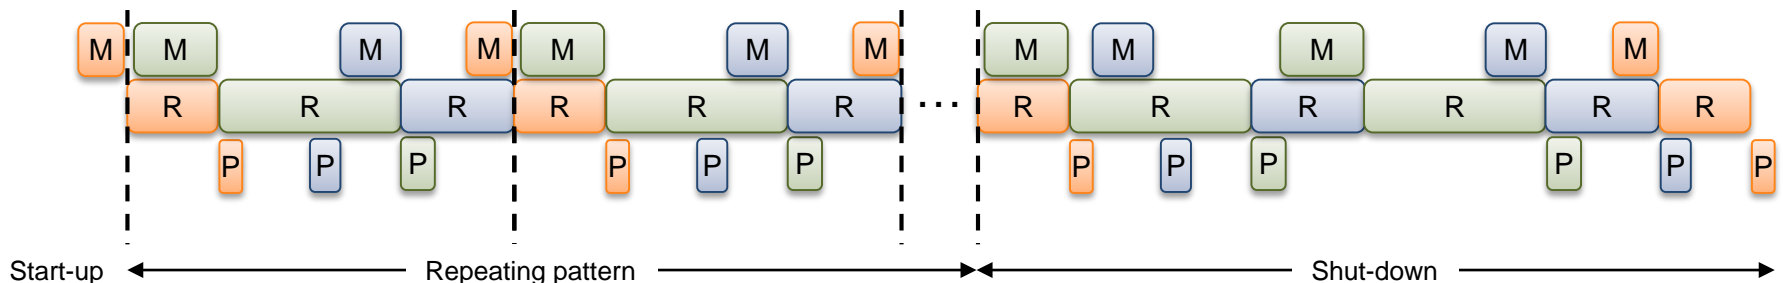 M M M M M M M M M M M M
R R R R R R ... R R R R R R
P P P P P P P P P P P P
Start-up Repeating pattern Shut-down